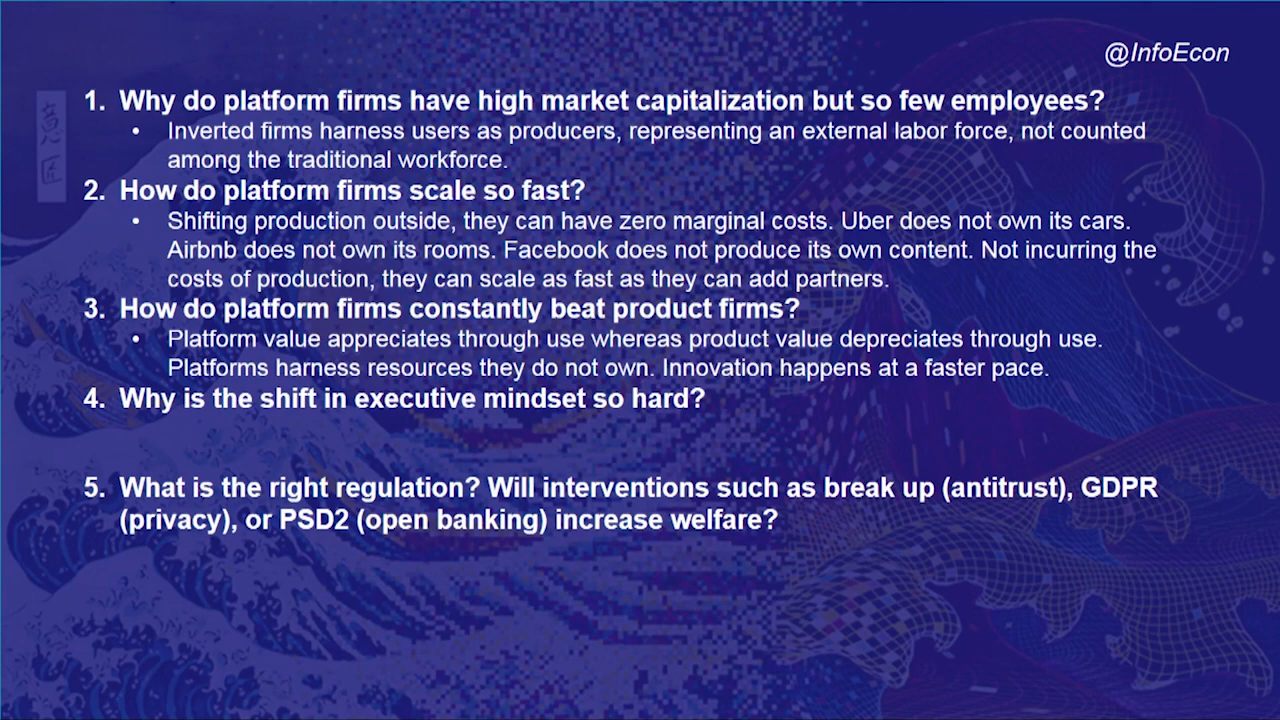 @InfoEcon
1. Why do platform firms have high market capitalization but so few employees?
• Inverted firms harness users as producers, representing an external labor force, not counted
among the traditional workforce.
2. How do platform firms scale so fast?
• Shifting production outside, they can have zero marginal costs. Uber does not own its cars.
Airbnb does not own its rooms. Facebook does not produce its own content. Not incurring the
costs of production, they can scale as fast as they can add partners.
3. How do platform firms constantly beat product firms?
• Platform value appreciates through use whereas product value depreciates through use.
Platforms harness resources they do not own. Innovation happens at a faster pace.
4. Why is the shift in executive mindset so hard?
5. What is the right regulation? Will interventions such as break up (antitrust), GDPR
(privacy), or PSD2 (open banking) increase welfare?